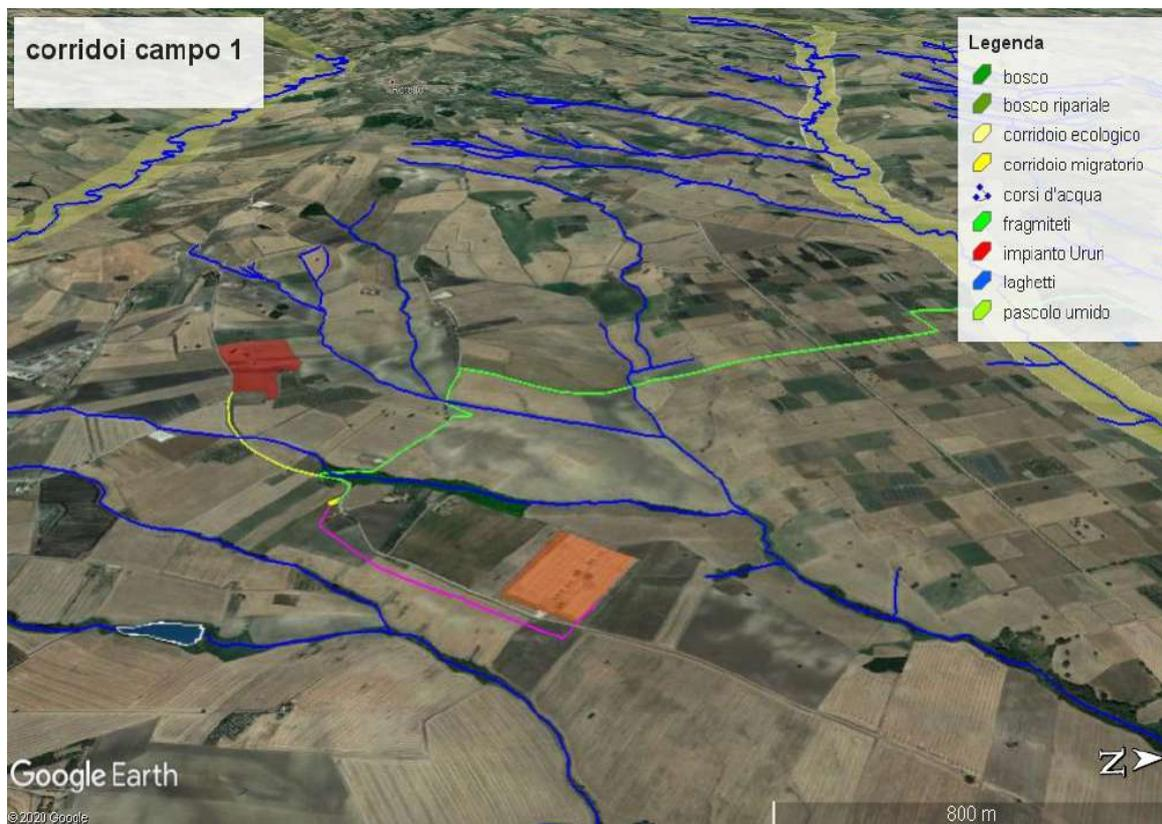 corridoi campo 1
Legenda
bosco
bosco ripariale
corridoio ecologico
corridoio migratorio
corsi d'acqua
fragmiteti
impianto Ururi
laghetti
pascolo umido
Rotello
Google Earth
© 2020 Google
N
800 m